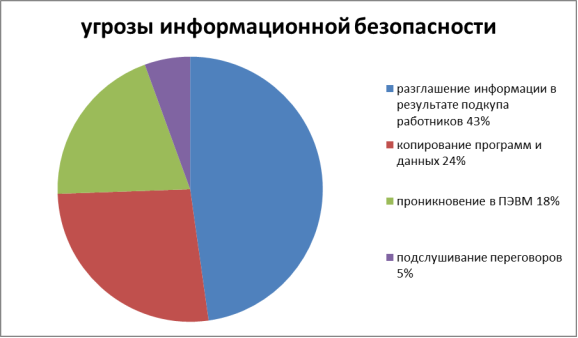 угрозы информационной безопасности
разглашение информации в
результате подкупа
работников 43%
копирование программ и
данных 24%
проникновение в ПЭВМ 18%
подслушивание в переговоров
5%